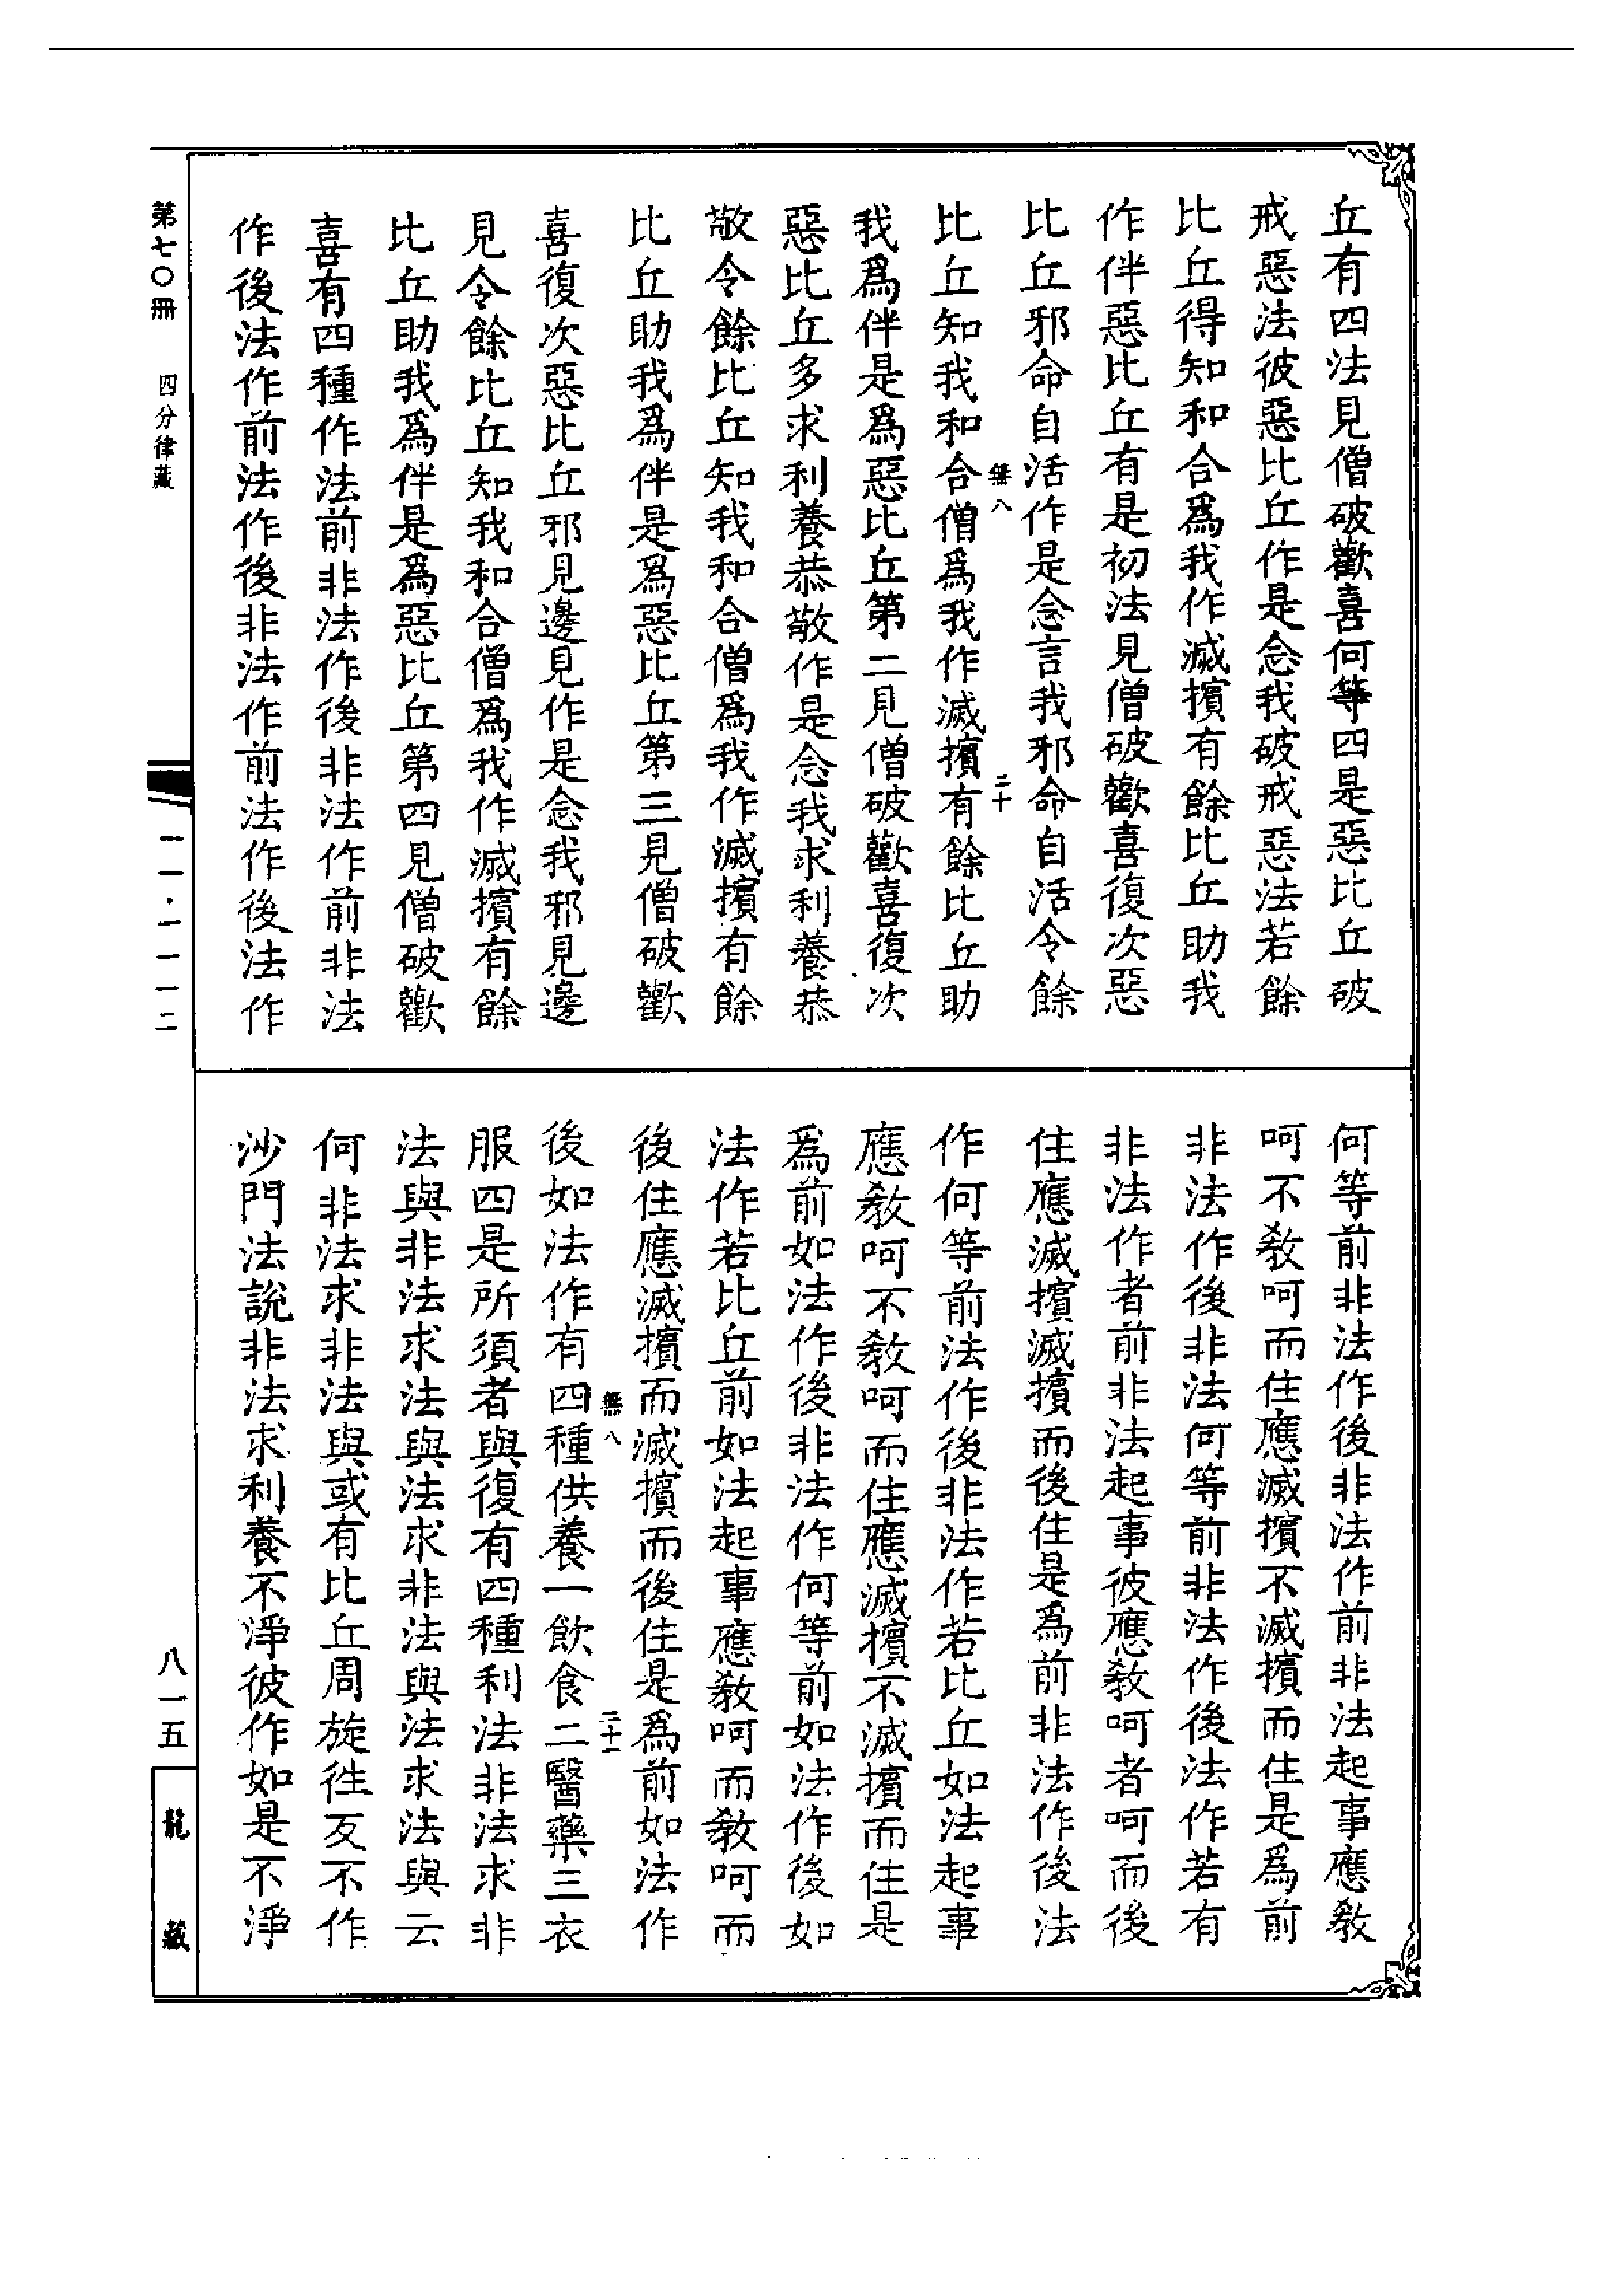 丘有四法見僧破歡喜何等四是惡比丘破
戒惡法彼惡比丘作是念我破戒惡法若餘
比丘得知和合爲我作滅擯有餘比丘助我
作伴惡比丘有是初法見僧破歡喜復次惡
比丘邪命自活作是念言我邪命自活令餘
無八
二十
比丘知我和合僧爲我作滅擯有餘比丘助
我爲伴是爲惡比丘第二見僧破歡喜復次
惡比丘多求利養恭敬作是念我求利養恭
敬令餘比丘知我和合僧爲我作滅擯有餘
比丘助我爲伴是爲惡比丘第三見僧破歡
喜復次惡比丘邪見邊見作是念我邪見邊
見令餘比丘知我和合僧爲我作滅擯有餘
比丘助我爲伴是爲惡比丘第四見僧破歡
喜有四種作法前非法作後非法作前非法
作後法作前法作後非法作前法作後法作
何等前非法作後非法作前非法起事應教
呵不教呵而住應滅擯不滅擯而住是爲前
非法作後非法何等前非法作後法作若有
非法作者前非法起事彼應教呵者呵而後
住應滅擯滅擯而後住是爲前非法作後法
作何等前法作後非法作若比丘如法起事
應教呵不教呵而住應滅擯不滅擯而住是
爲前如法作後非法作何等前如法作後如
法作若比丘前如法起事應教呵而教呵而
後住應滅擯而滅擯而後住是爲前如法作
無八
二十一
後如法作有四種供養一飲食二醫藥三衣
服四是所須者與復有四種利法非法求非
法與非法求法與法求非法與法求法與云
何非法求非法與或有比丘周旋徃反不作
沙門法說非法求利養不淨彼作如是不淨
第七〇冊
四分律藏
一一·一一一二
八一五
龍藏